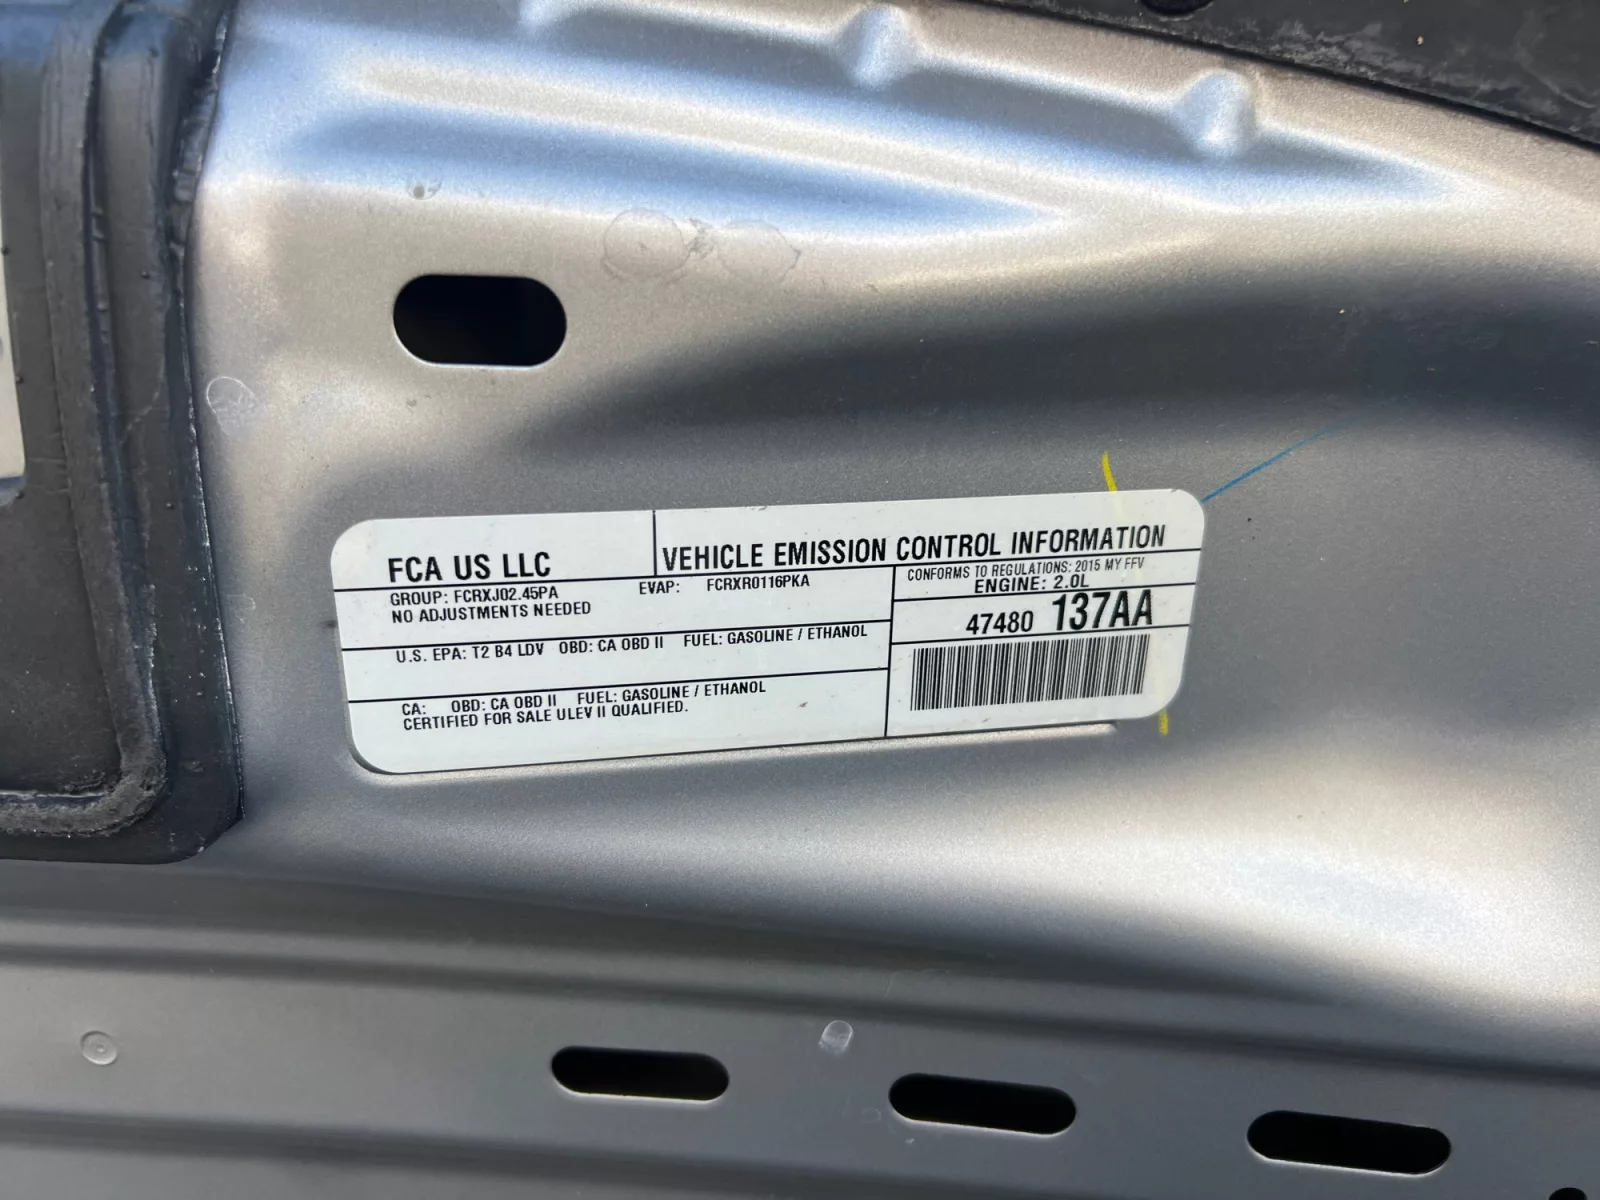 FCA US LLC
VEHICLE EMISSION CONTROL INFORMATION
GROUP: FCRXJ02.45PA EVAP: FCRXR0116PKA
NO ADJUSTMENTS NEEDED
CONFORMS TO REGULATIONS: 2015 MY FFV
ENGINE: 2.0L
47480 137AA
U.S. EPA: T2 B4 LDV OBD: CA OBD II FUEL: GASOLINE / ETHANOL
CA: OBD: CA OBD II FUEL: GASOLINE / ETHANOL
CERTIFIED FOR SALE ULEV II QUALIFIED.